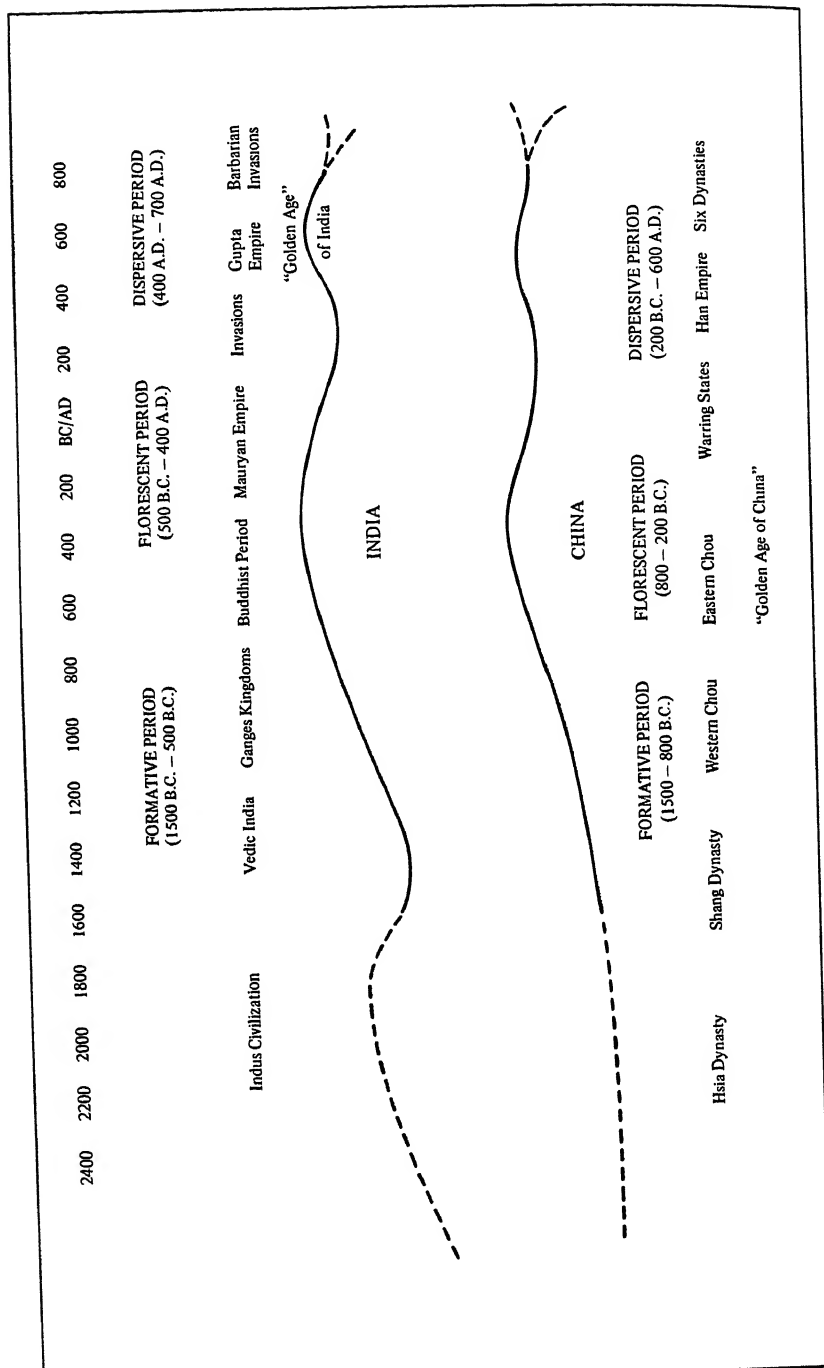 2400 2200 2000 1800 1600 1400 1200 1000 800 600 400 200 BC/AD 200 400 600 800
FORMATIVE PERIOD
(1500 B.C. – 500 B.C.)
FLORESCENT PERIOD
(500 B.C. – 400 A.D.)
DISPERSIVE PERIOD
(400 A.D. – 700 A.D.)
Indus Civilization
Vedic India
Ganges Kingdoms
Buddhist Period
Mauryan Empire
Invasions
Gupta
Empire
Barbarian
Invasions
"Golden Age"
of India
INDIA
CHINA
FORMATIVE PERIOD
(1500 – 800 B.C.)
FLORESCENT PERIOD
(800 – 200 B.C.)
DISPERSIVE PERIOD
(200 B.C. – 600 A.D.)
Hsia Dynasty
Shang Dynasty
Western Chou
Eastern Chou
Warring States
Han Empire
Six Dynasties
"Golden Age of China"